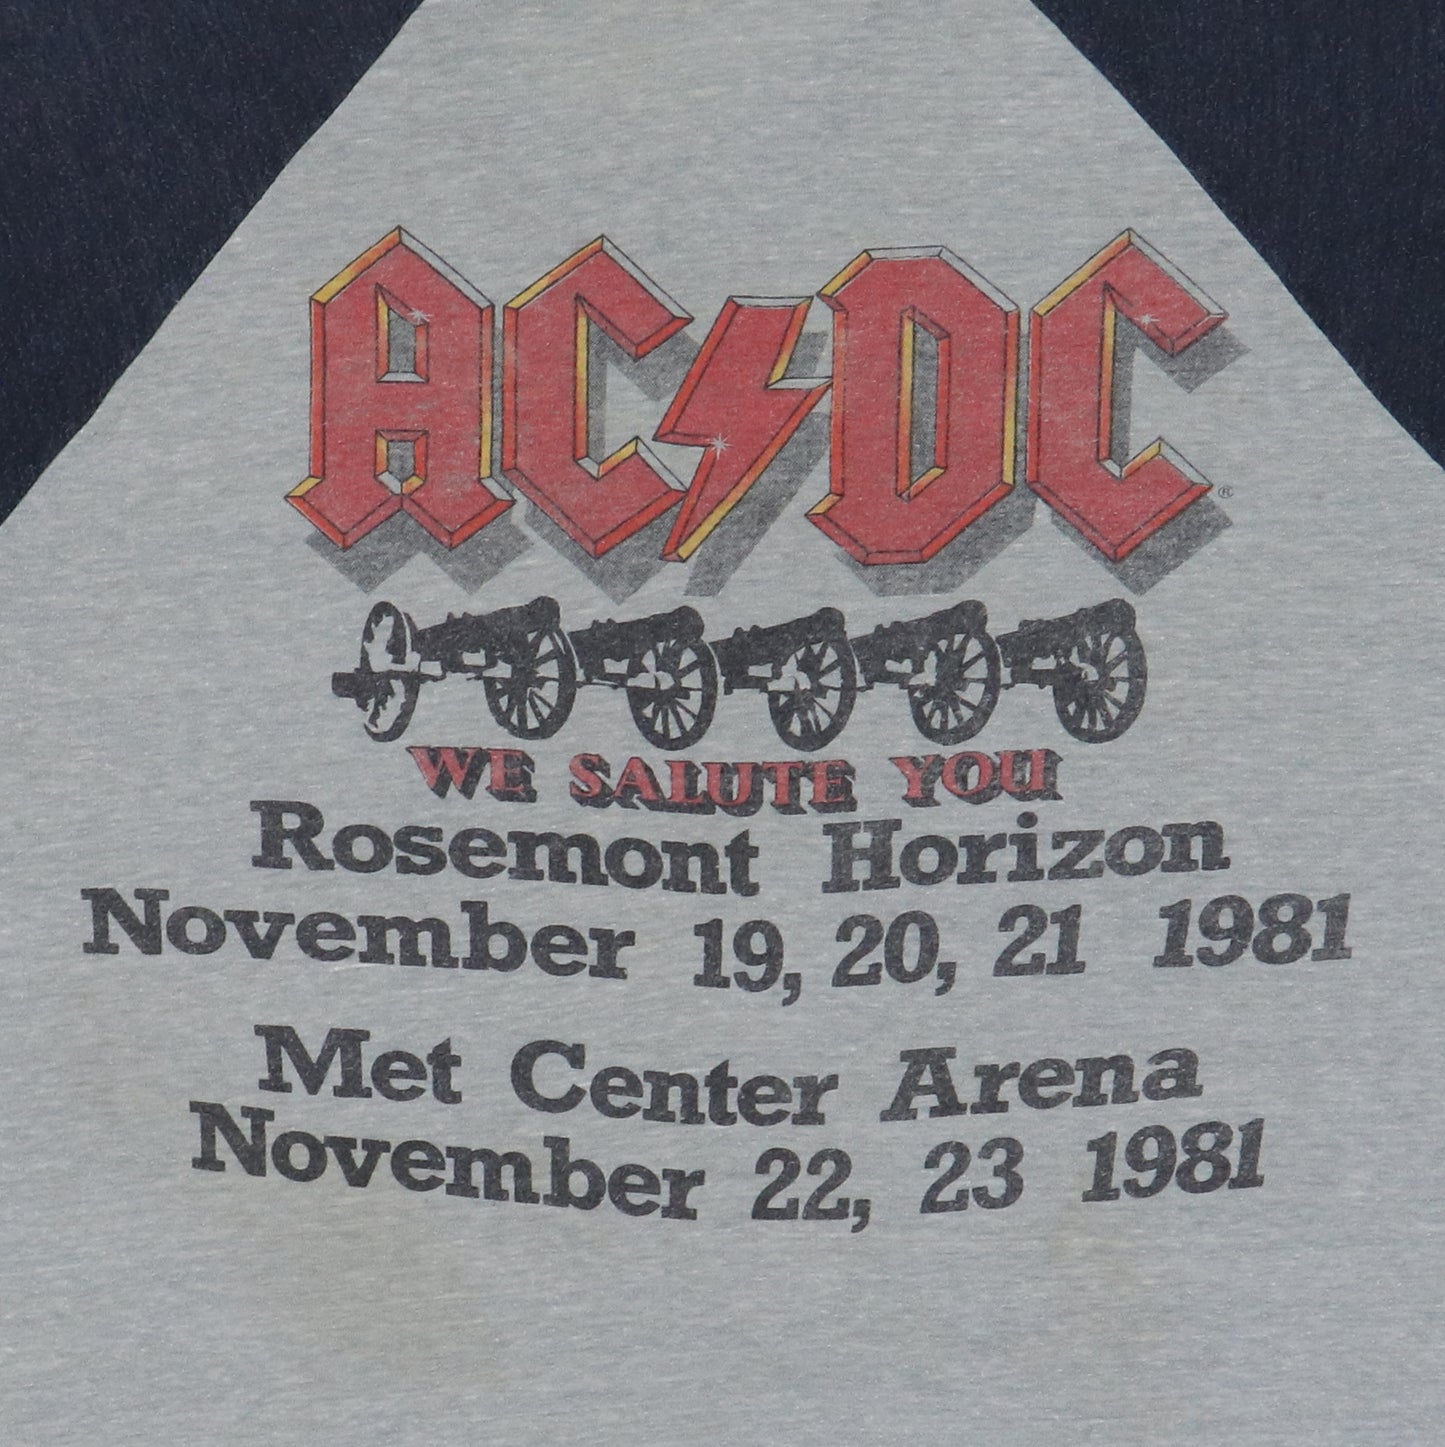 AC⚡DC®
WE SALUTE YOU
Rosemont Horizon
November 19, 20, 21 1981
Met Center Arena
November 22, 23 1981